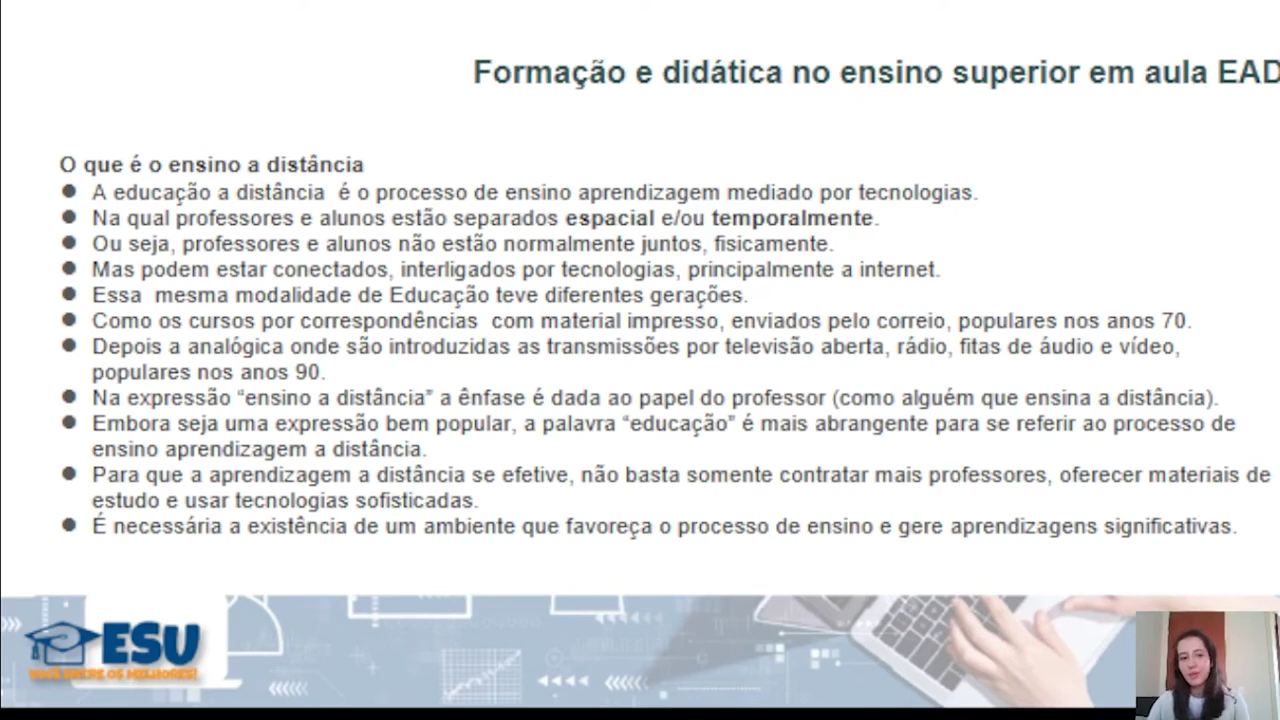 Formação e didática no ensino superior em aula EAD
O que é o ensino a distância
● A educação a distância é o processo de ensino aprendizagem mediado por tecnologias.
● Na qual professores e alunos estão separados espacial e/ou temporalmente.
● Ou seja, professores e alunos não estão normalmente juntos, fisicamente.
● Mas podem estar conectados, interligados por tecnologias, principalmente a internet.
● Essa mesma modalidade de Educação teve diferentes gerações.
● Como os cursos por correspondências com material impresso, enviados pelo correio, populares nos anos 70.
● Depois a analógica onde são introduzidas as transmissões por televisão aberta, rádio, fitas de áudio e vídeo,
populares nos anos 90.
● Na expressão “ensino a distância” a ênfase é dada ao papel do professor (como alguém que ensina a distância).
● Embora seja uma expressão bem popular, a palavra “educação” é mais abrangente para se referir ao processo de
ensino aprendizagem a distância.
● Para que a aprendizagem a distância se efetive, não basta somente contratar mais professores, oferecer materiais de
estudo e usar tecnologias sofisticadas.
● É necessária a existência de um ambiente que favoreça o processo de ensino e gere aprendizagens significativas.
ESU
VOCÊ ENTRE OS MELHORES!